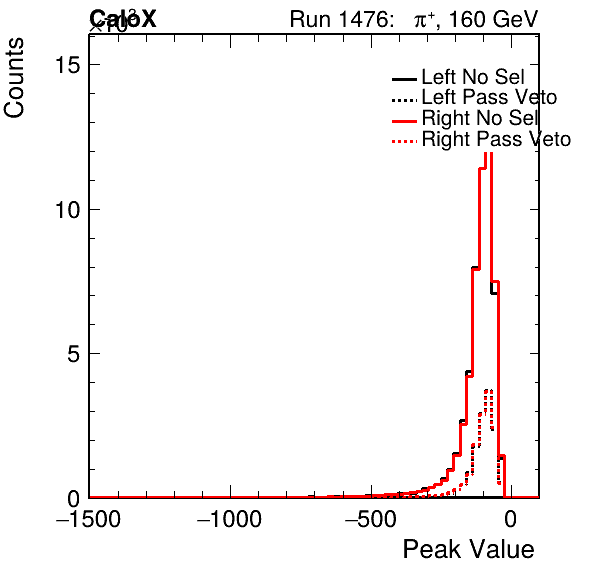 CaloX Run 1476: π⁺, 160 GeV
×10³
Counts
15
10
5
0
Left No Sel
Left Pass Veto
Right No Sel
Right Pass Veto
−1500 −1000 −500 0
Peak Value